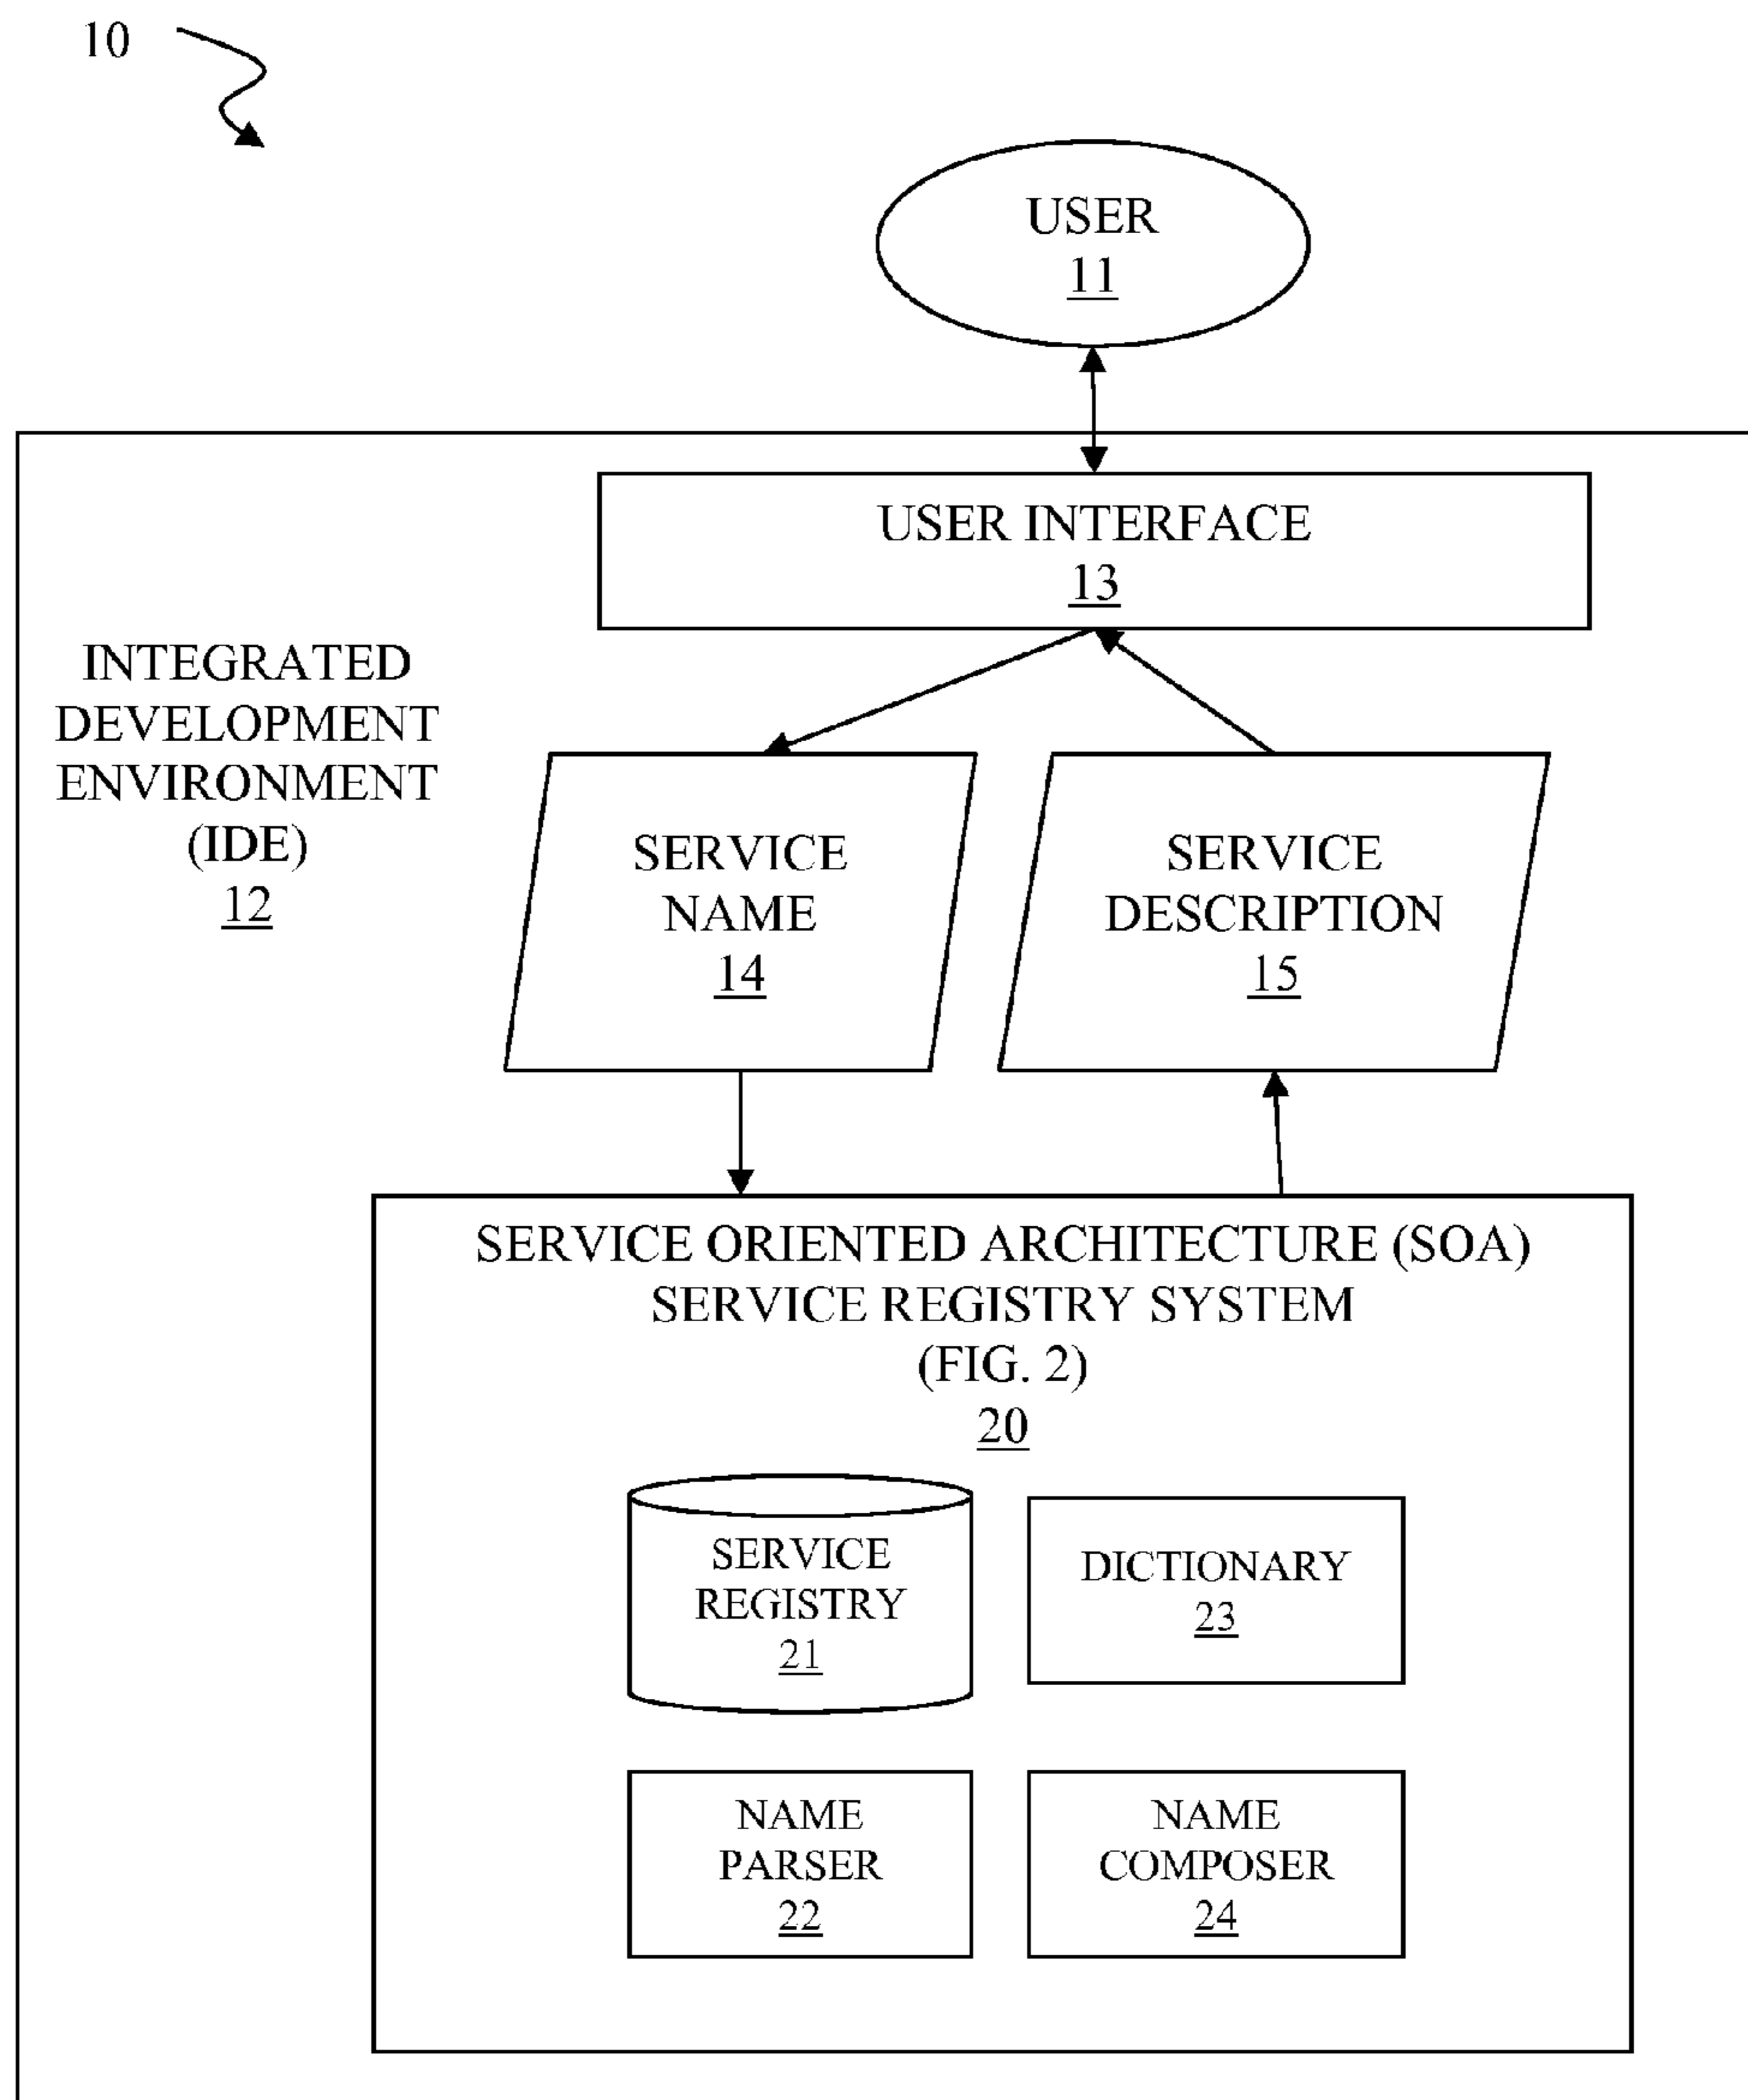 10
USER
11
USER INTERFACE
13
INTEGRATED
DEVELOPMENT
ENVIRONMENT
(IDE)
12
SERVICE
NAME
14
SERVICE
DESCRIPTION
15
SERVICE ORIENTED ARCHITECTURE (SOA)
SERVICE REGISTRY SYSTEM
(FIG. 2)
20
SERVICE
REGISTRY
21
DICTIONARY
23
NAME
PARSER
22
NAME
COMPOSER
24